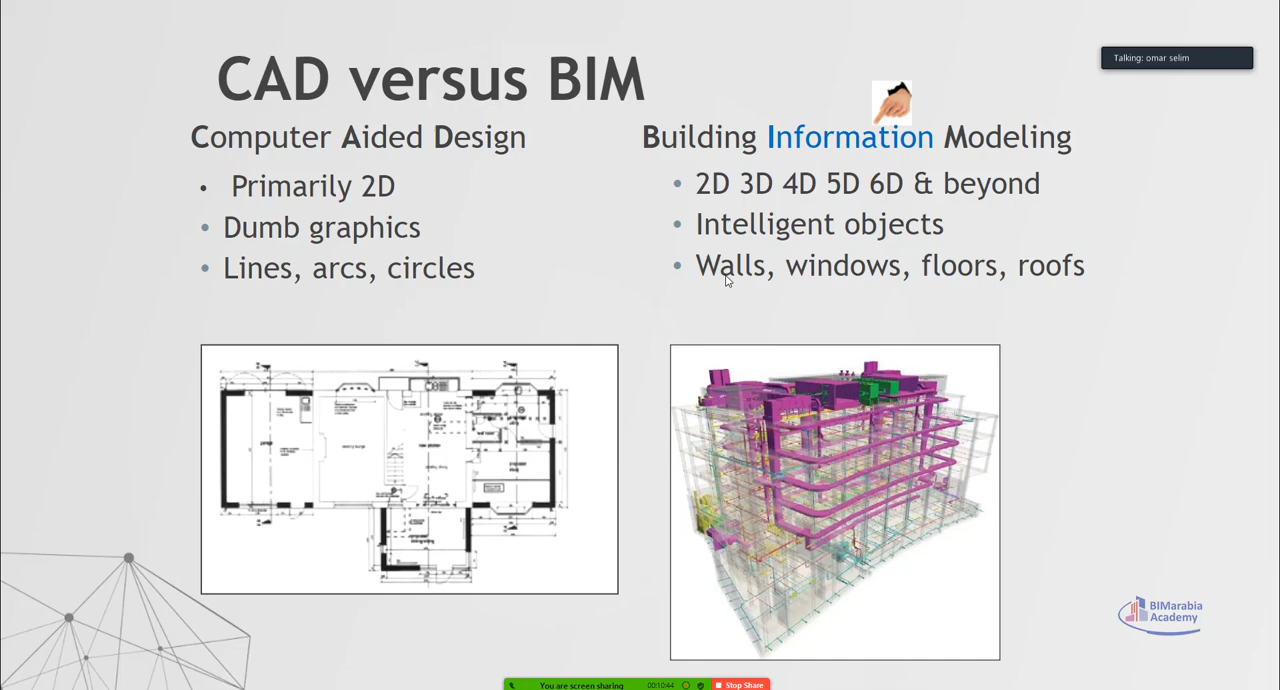 CAD versus BIM
Talking: omar selim
Computer Aided Design
• Primarily 2D
• Dumb graphics
• Lines, arcs, circles
Building Information Modeling
• 2D 3D 4D 5D 6D & beyond
• Intelligent objects
• Walls, windows, floors, roofs
BIMarabia
Academy
You are screen sharing 00:10:44 Stop Share